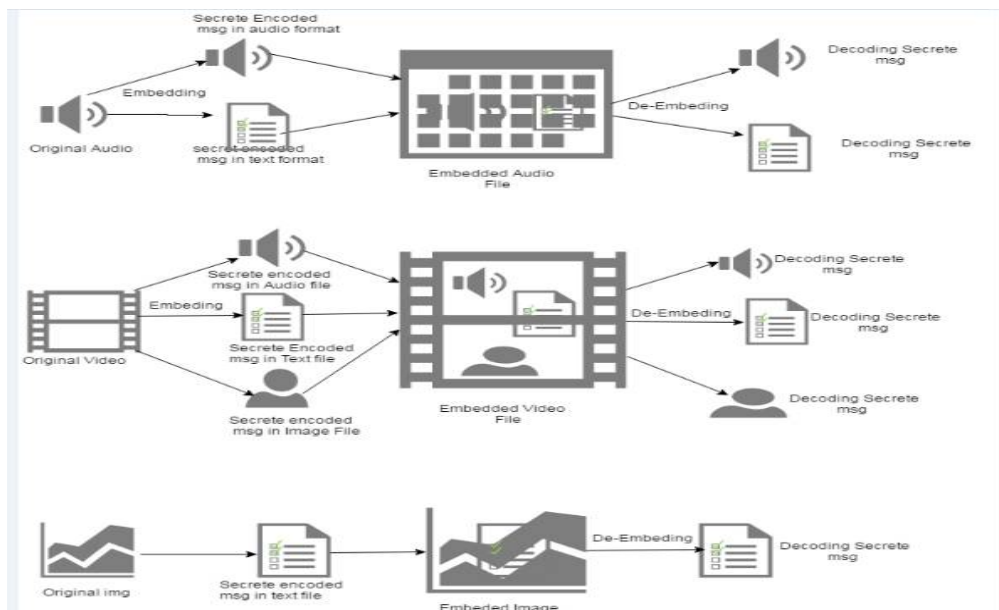 Secrete Encoded
msg in audio format
Embedding
Original Audio
secret encoded
msg in text format
Embedded Audio
File
De-Embeding
Decoding Secrete
msg
Decoding Secrete
msg
Secrete encoded
msg in Audio file
Embeding
Original Video
Secrete Encoded
msg in Text file
Secrete encoded
msg in Image File
Embedded Video
File
De-Embeding
Decoding Secrete
msg
Decoding Secrete
msg
Decoding Secrete
msg
Original img
Secrete encoded
msg in text file
Embeded Image
De-Embeding
Decoding Secrete
msg